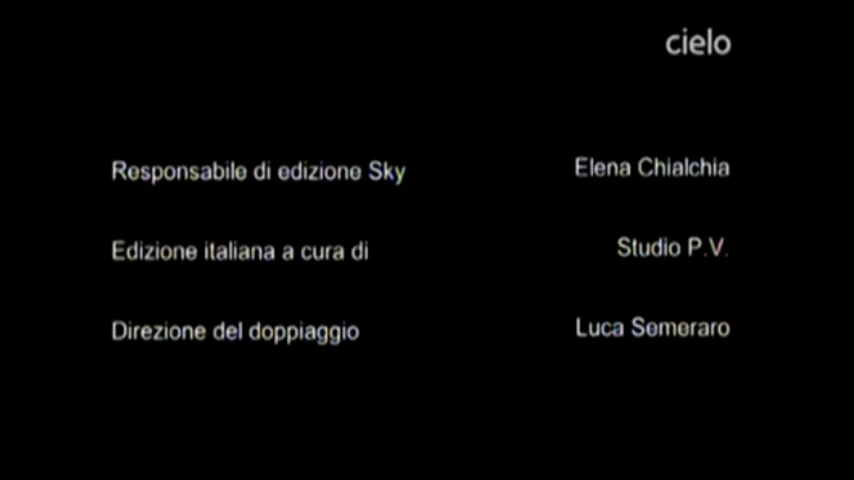 cielo
Responsabile di edizione Sky Elena Chialchia
Edizione italiana a cura di Studio P.V.
Direzione del doppiaggio Luca Semeraro